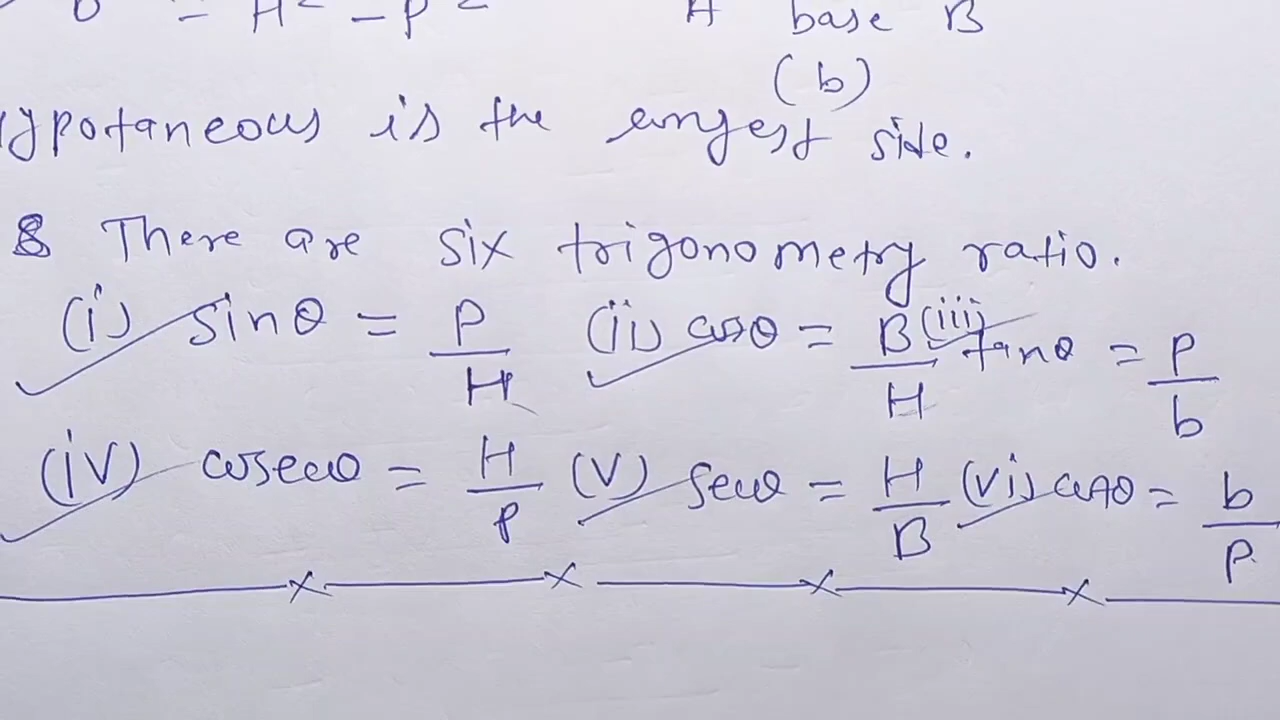 = H² - P² A base B
(b)
ypotaneous is the longest side.
8 There are six trigonometry ratio.
(i) sinθ = P/H (ii) cosθ = B/H (iii) tanθ = P/b
(iv) cosecθ = H/P (v) secθ = H/B (vi) cotθ = b/P